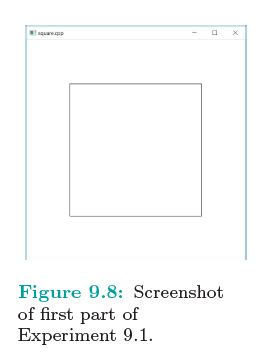 square.cpp
Figure 9.8: Screenshot
of first part of
Experiment 9.1.